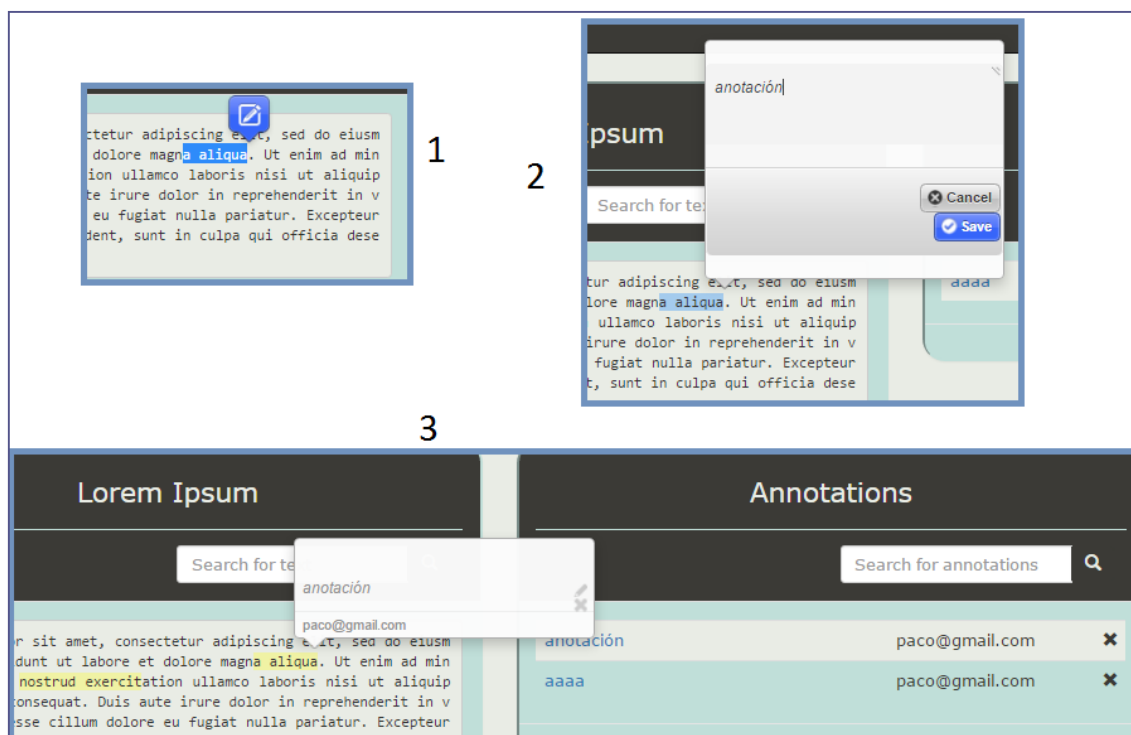 ctetur adipiscing elit, sed do eiusm
dolore magna aliqua. Ut enim ad min
ion ullamco laboris nisi ut aliquip
te irure dolor in reprehenderit in v
eu fugiat nulla pariatur. Excepteur
dent, sunt in culpa qui officia dese
1
2
anotación
Ipsum
Search for te
Cancel
Save
tur adipiscing elit, sed do eiusm
lore magna aliqua. Ut enim ad min
ullamco laboris nisi ut aliquip
irure dolor in reprehenderit in v
fugiat nulla pariatur. Excepteur
t, sunt in culpa qui officia dese
aaaa
3
Lorem Ipsum
Search for te
anotación
paco@gmail.com
r sit amet, consectetur adipiscing elit, sed do eiusm
dunt ut labore et dolore magna aliqua. Ut enim ad min
nostrud exercitation ullamco laboris nisi ut aliquip
consequat. Duis aute irure dolor in reprehenderit in v
sse cillum dolore eu fugiat nulla pariatur. Excepteur
Annotations
Search for annotations
anotación paco@gmail.com
aaaa paco@gmail.com